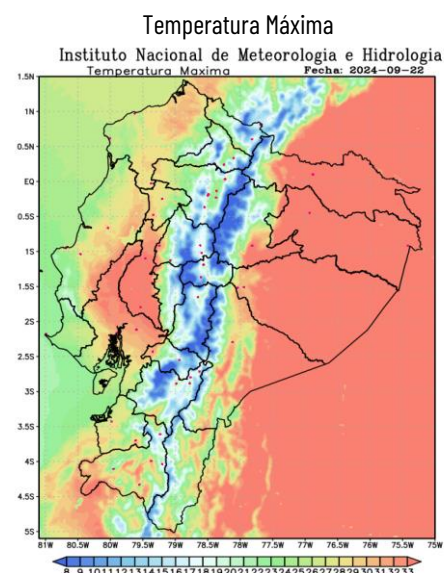 Temperatura Máxima
Instituto Nacional de Meteorologia e Hidrologia
Temperatura Maxima Fecha: 2024-09-22
1.5N
1N
0.5N
EQ
0.5S
1S
1.5S
2S
2.5S
3S
3.5S
4S
4.5S
5S
81W 80.5W 80W 79.5W 79W 78.5W 78W 77.5W 77W 76.5W 76W 75.5W 75W
8 9 10 11 12 13 14 15 16 17 18 19 20 21 22 23 24 25 26 27 28 29 30 31 32 33